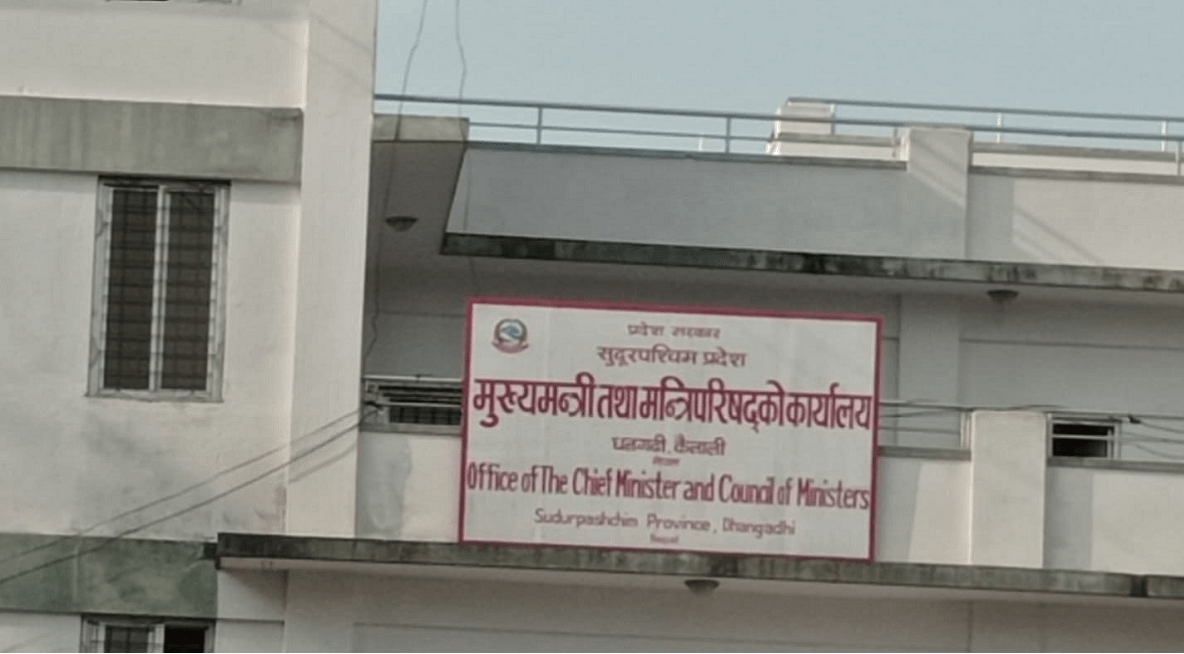 प्रदेश सरकार
सुदूरपश्चिम प्रदेश
मुख्यमन्त्री तथा मन्त्रिपरिषद्को कार्यालय
धनगढी, कैलाली
नेपाल
Office of The Chief Minister and Council of Ministers
Sudurpashchim Province, Dhangadhi
Nepal